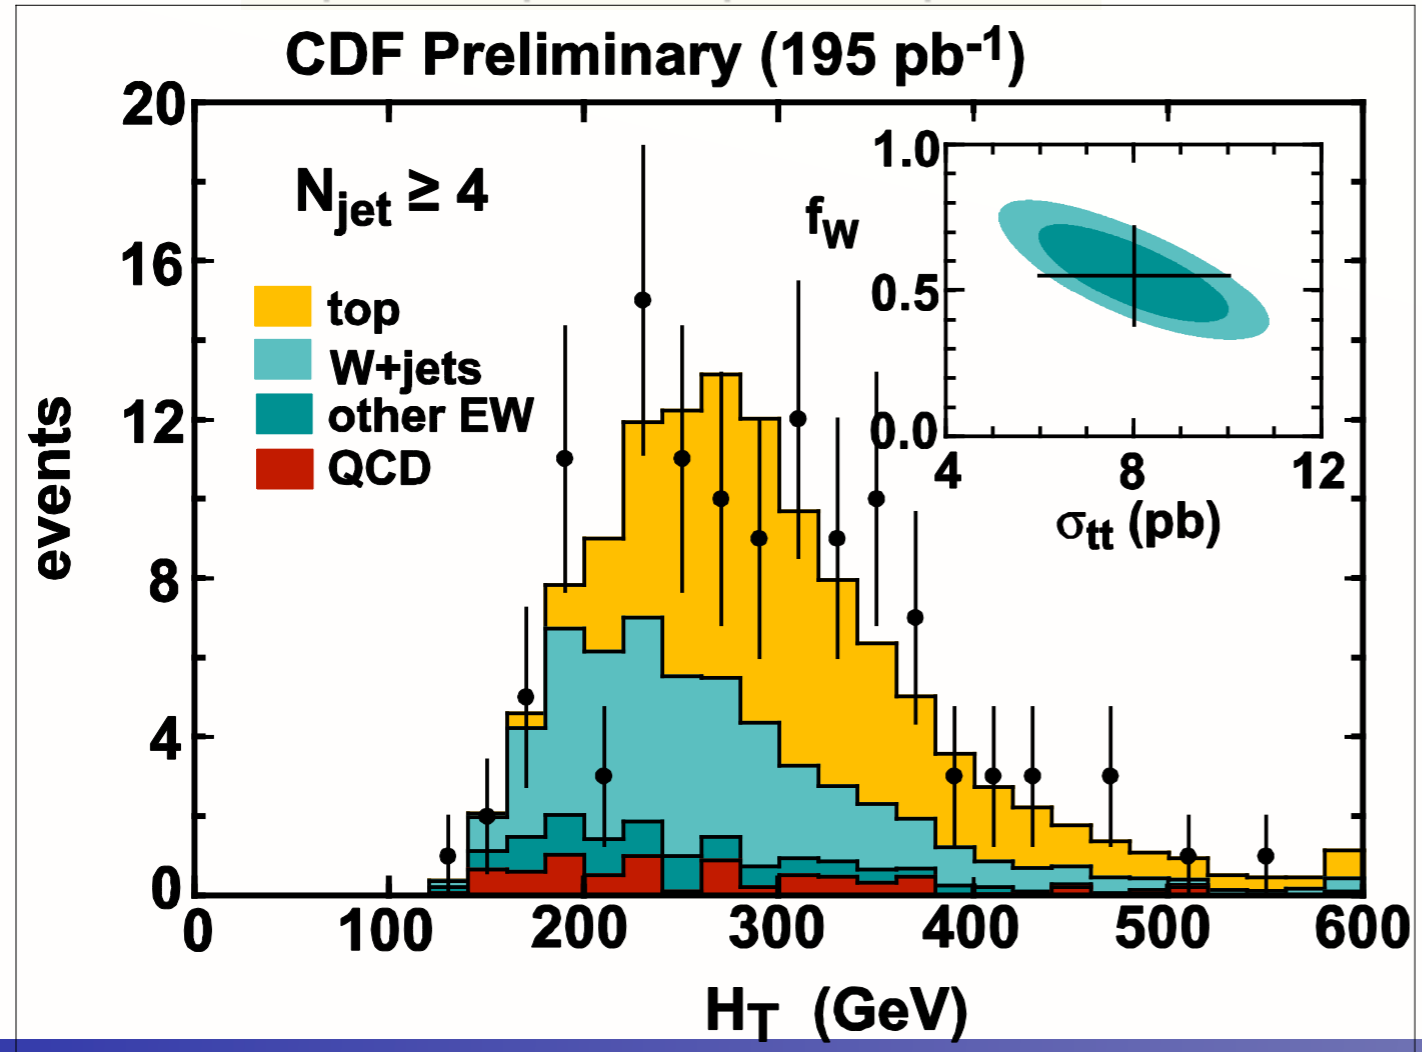 CDF Preliminary (195 pb-1)
20
16
12
8
4
0
events
Njet ≥ 4
top
W+jets
other EW
QCD
fW
1.0
0.5
0.0
4 8 12
σtt (pb)
0 100 200 300 400 500 600
HT (GeV)